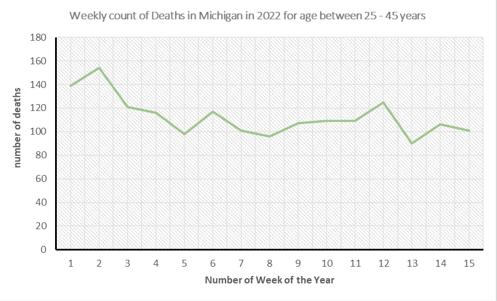 Weekly count of Deaths in Michigan in 2022 for age between 25 - 45 years
180
160
140
120
100
80
60
40
20
0
number of deaths
1 2 3 4 5 6 7 8 9 10 11 12 13 14 15
Number of Week of the Year